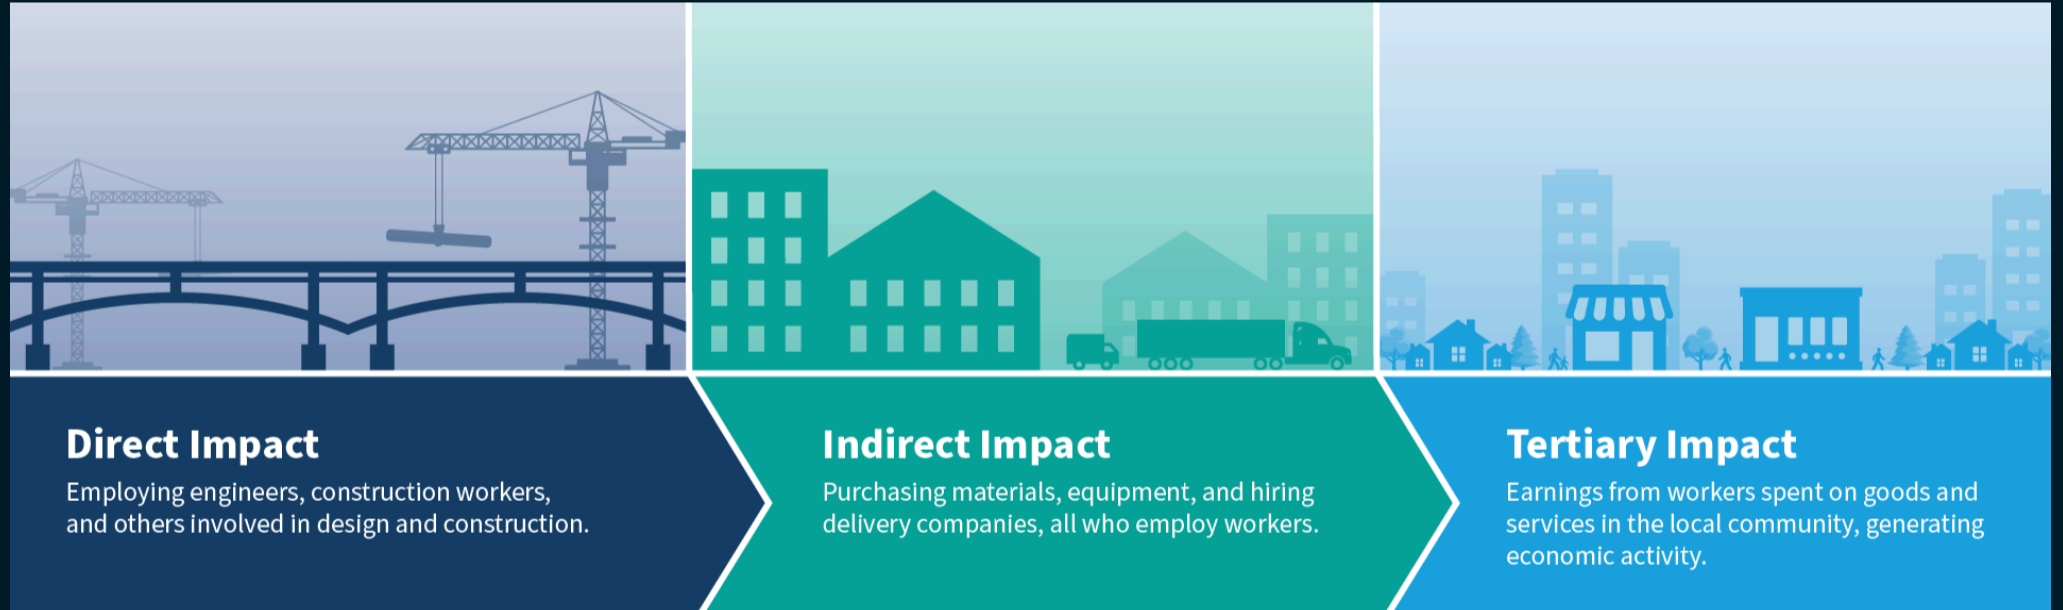 Direct Impact
Employing engineers, construction workers,
and others involved in design and construction.
Indirect Impact
Purchasing materials, equipment, and hiring
delivery companies, all who employ workers.
Tertiary Impact
Earnings from workers spent on goods and
services in the local community, generating
economic activity.